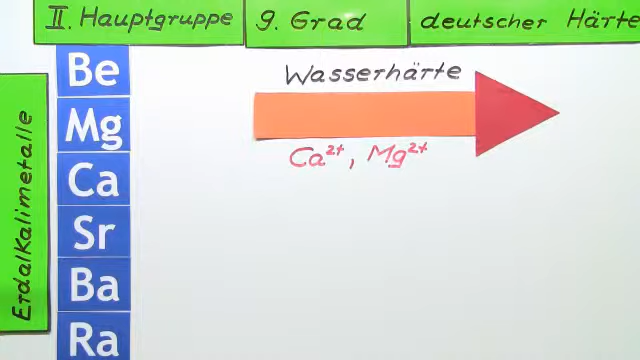 II. Hauptgruppe
9. Grad
deutscher Härte
Erdalkalimetalle
Be
Mg
Ca
Sr
Ba
Ra
Wasserhärte
Ca²⁺, Mg²⁺